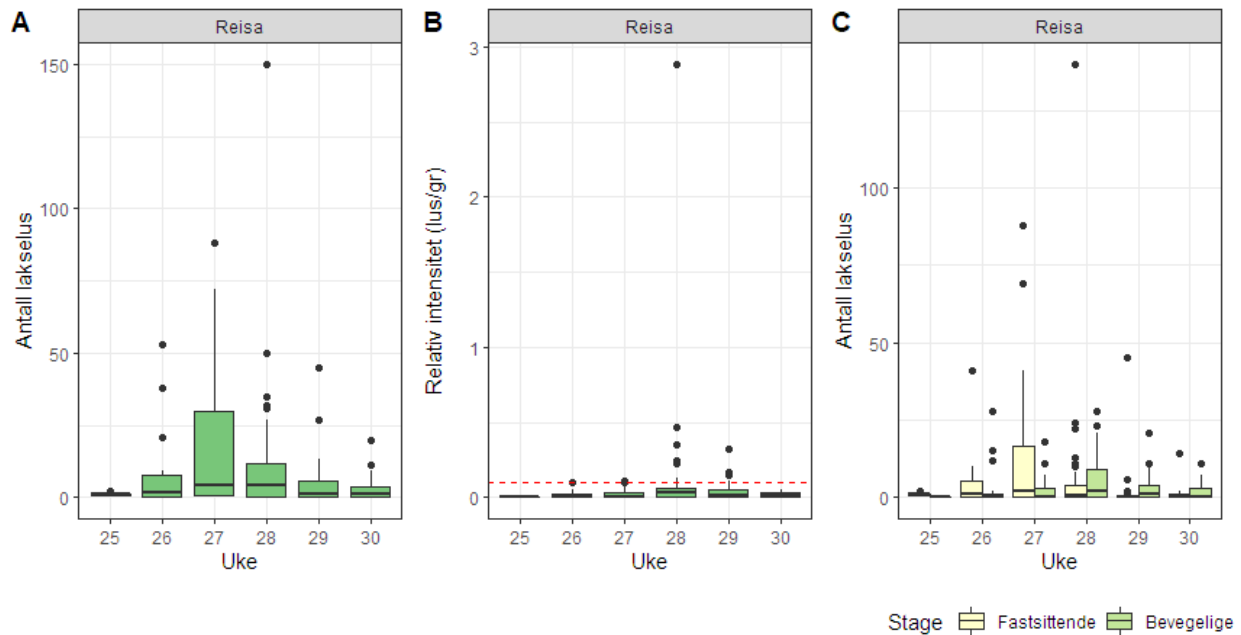 A
Reisa
Antall lakselus
150
100
50
0
25 26 27 28 29 30
Uke
B
Reisa
Relativ intensitet (lus/gr)
3
2
1
0
25 26 27 28 29 30
Uke
C
Reisa
Antall lakselus
100
50
0
25 26 27 28 29 30
Uke
Stage Fastsittende Bevegelige